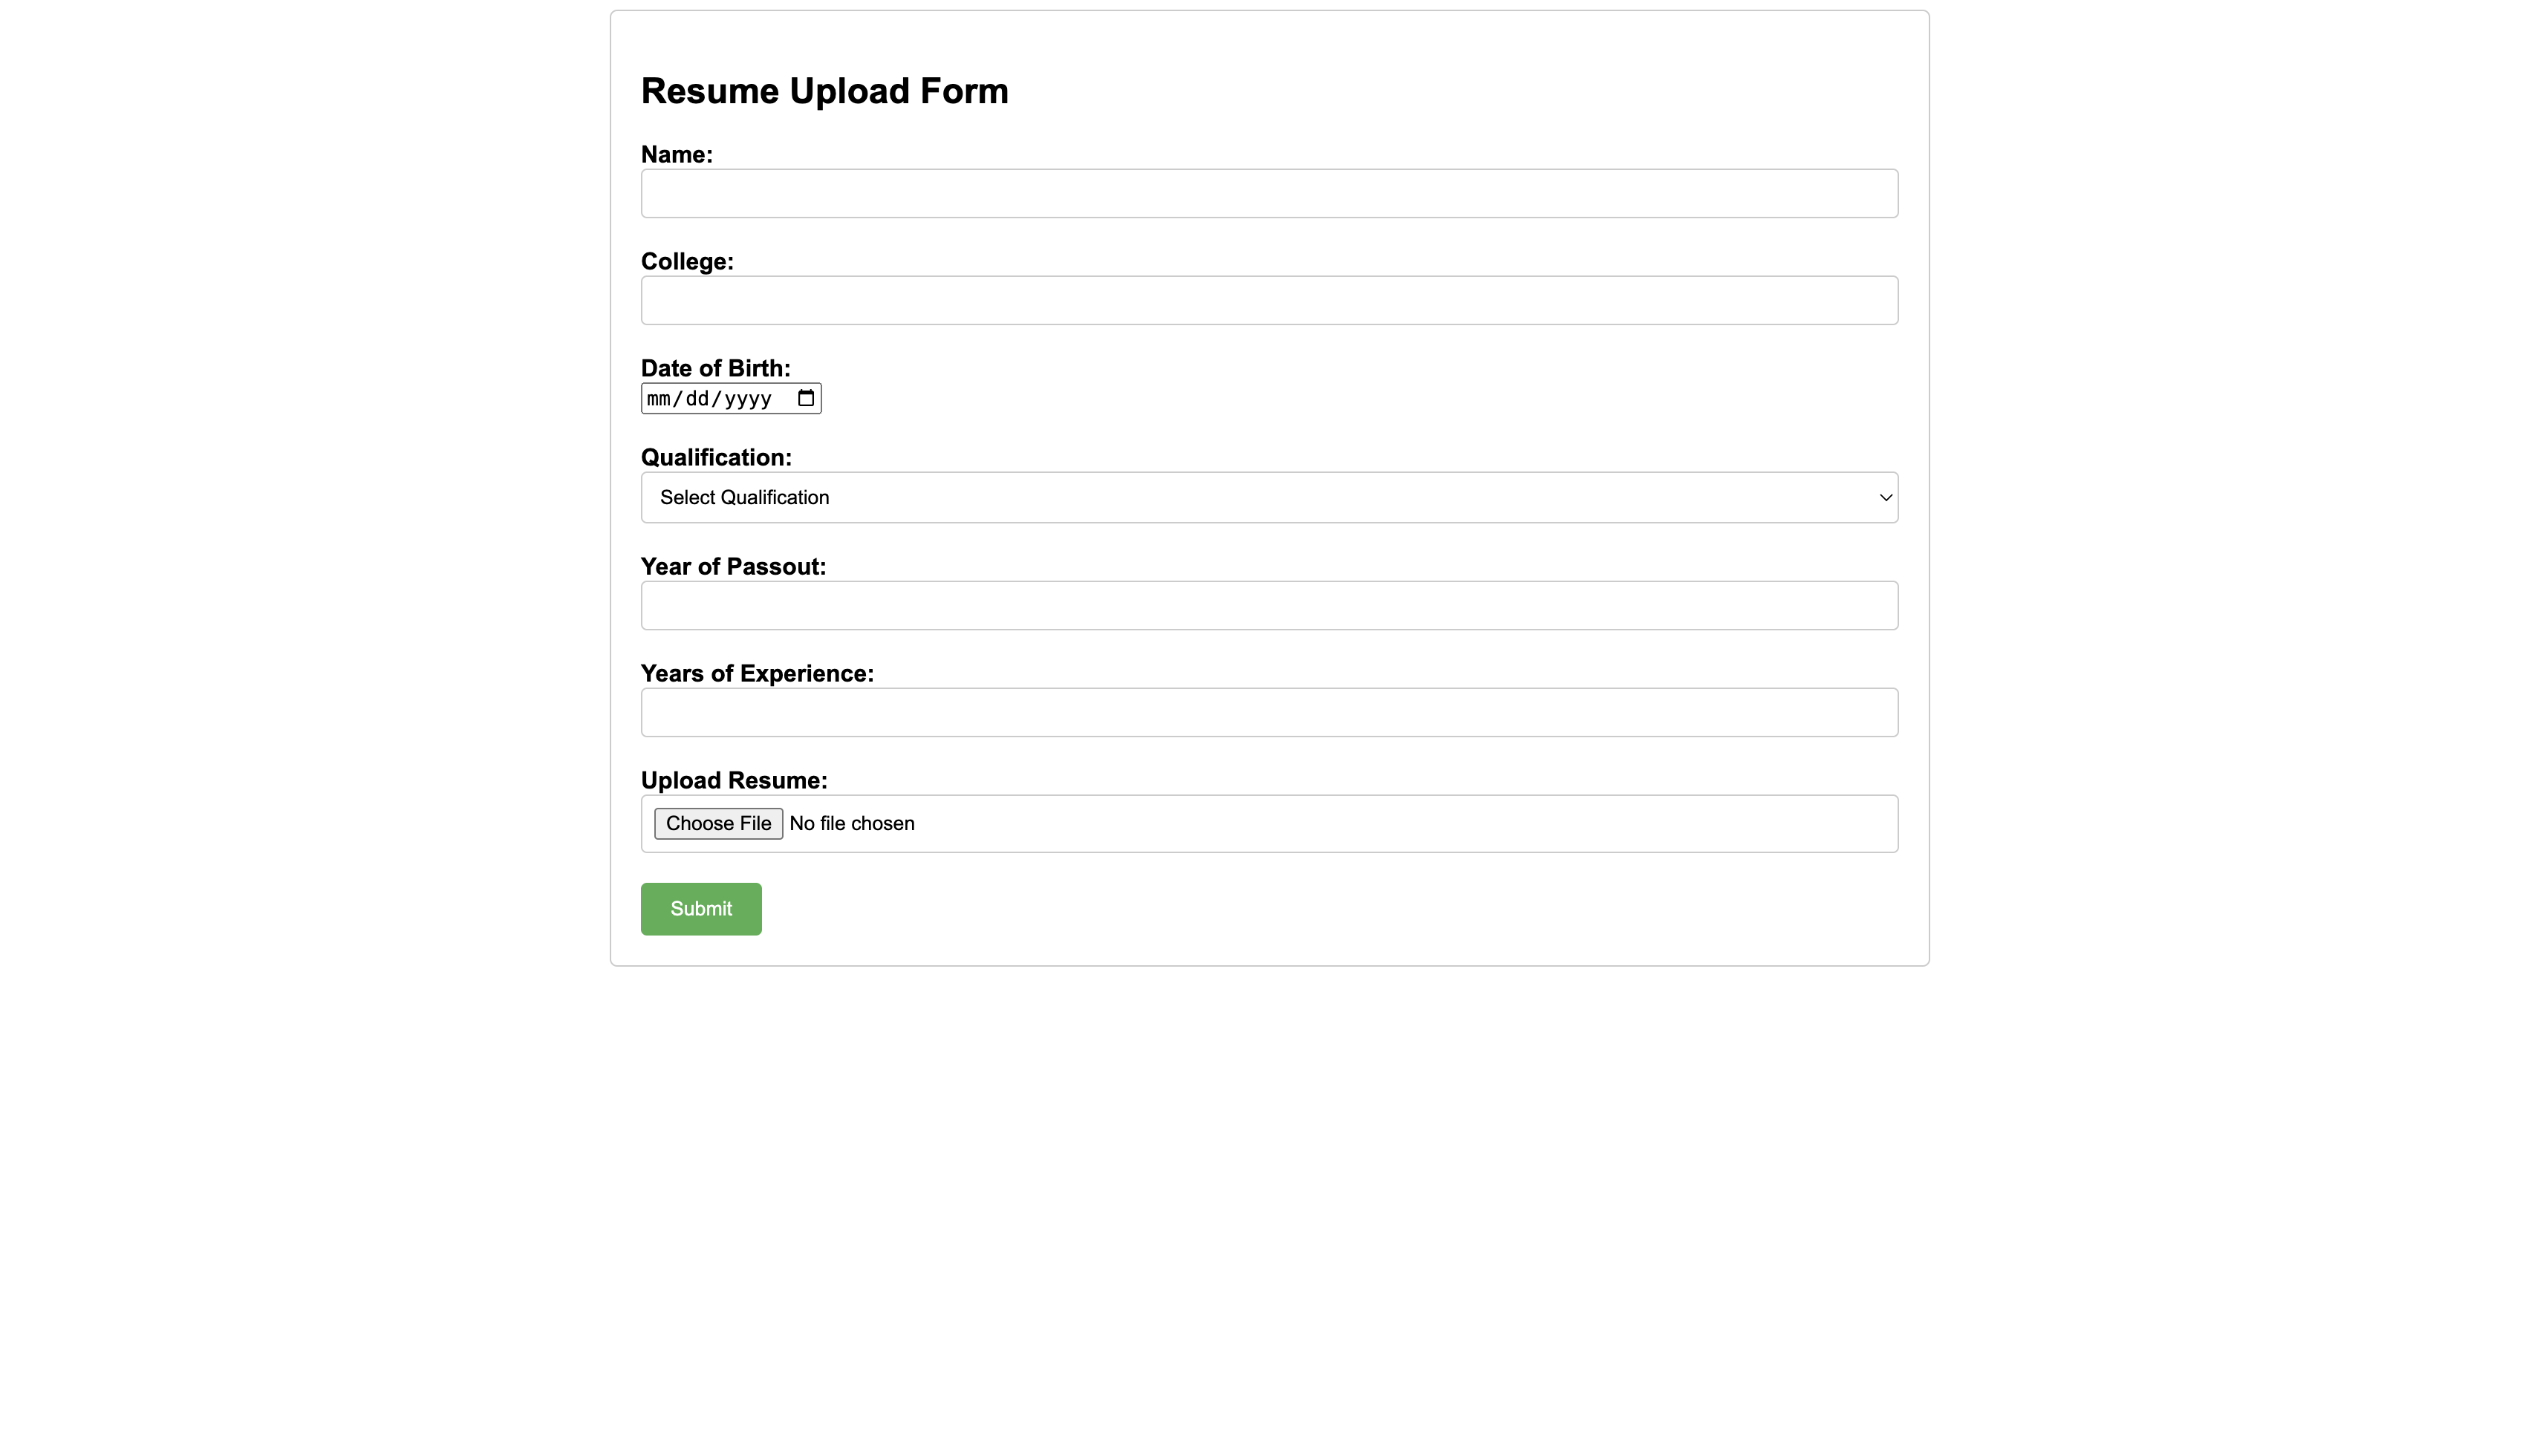 Resume Upload Form
Name:
College:
Date of Birth:
mm/dd/yyyy
Qualification:
Select Qualification
Year of Passout:
Years of Experience:
Upload Resume:
Choose File No file chosen
Submit